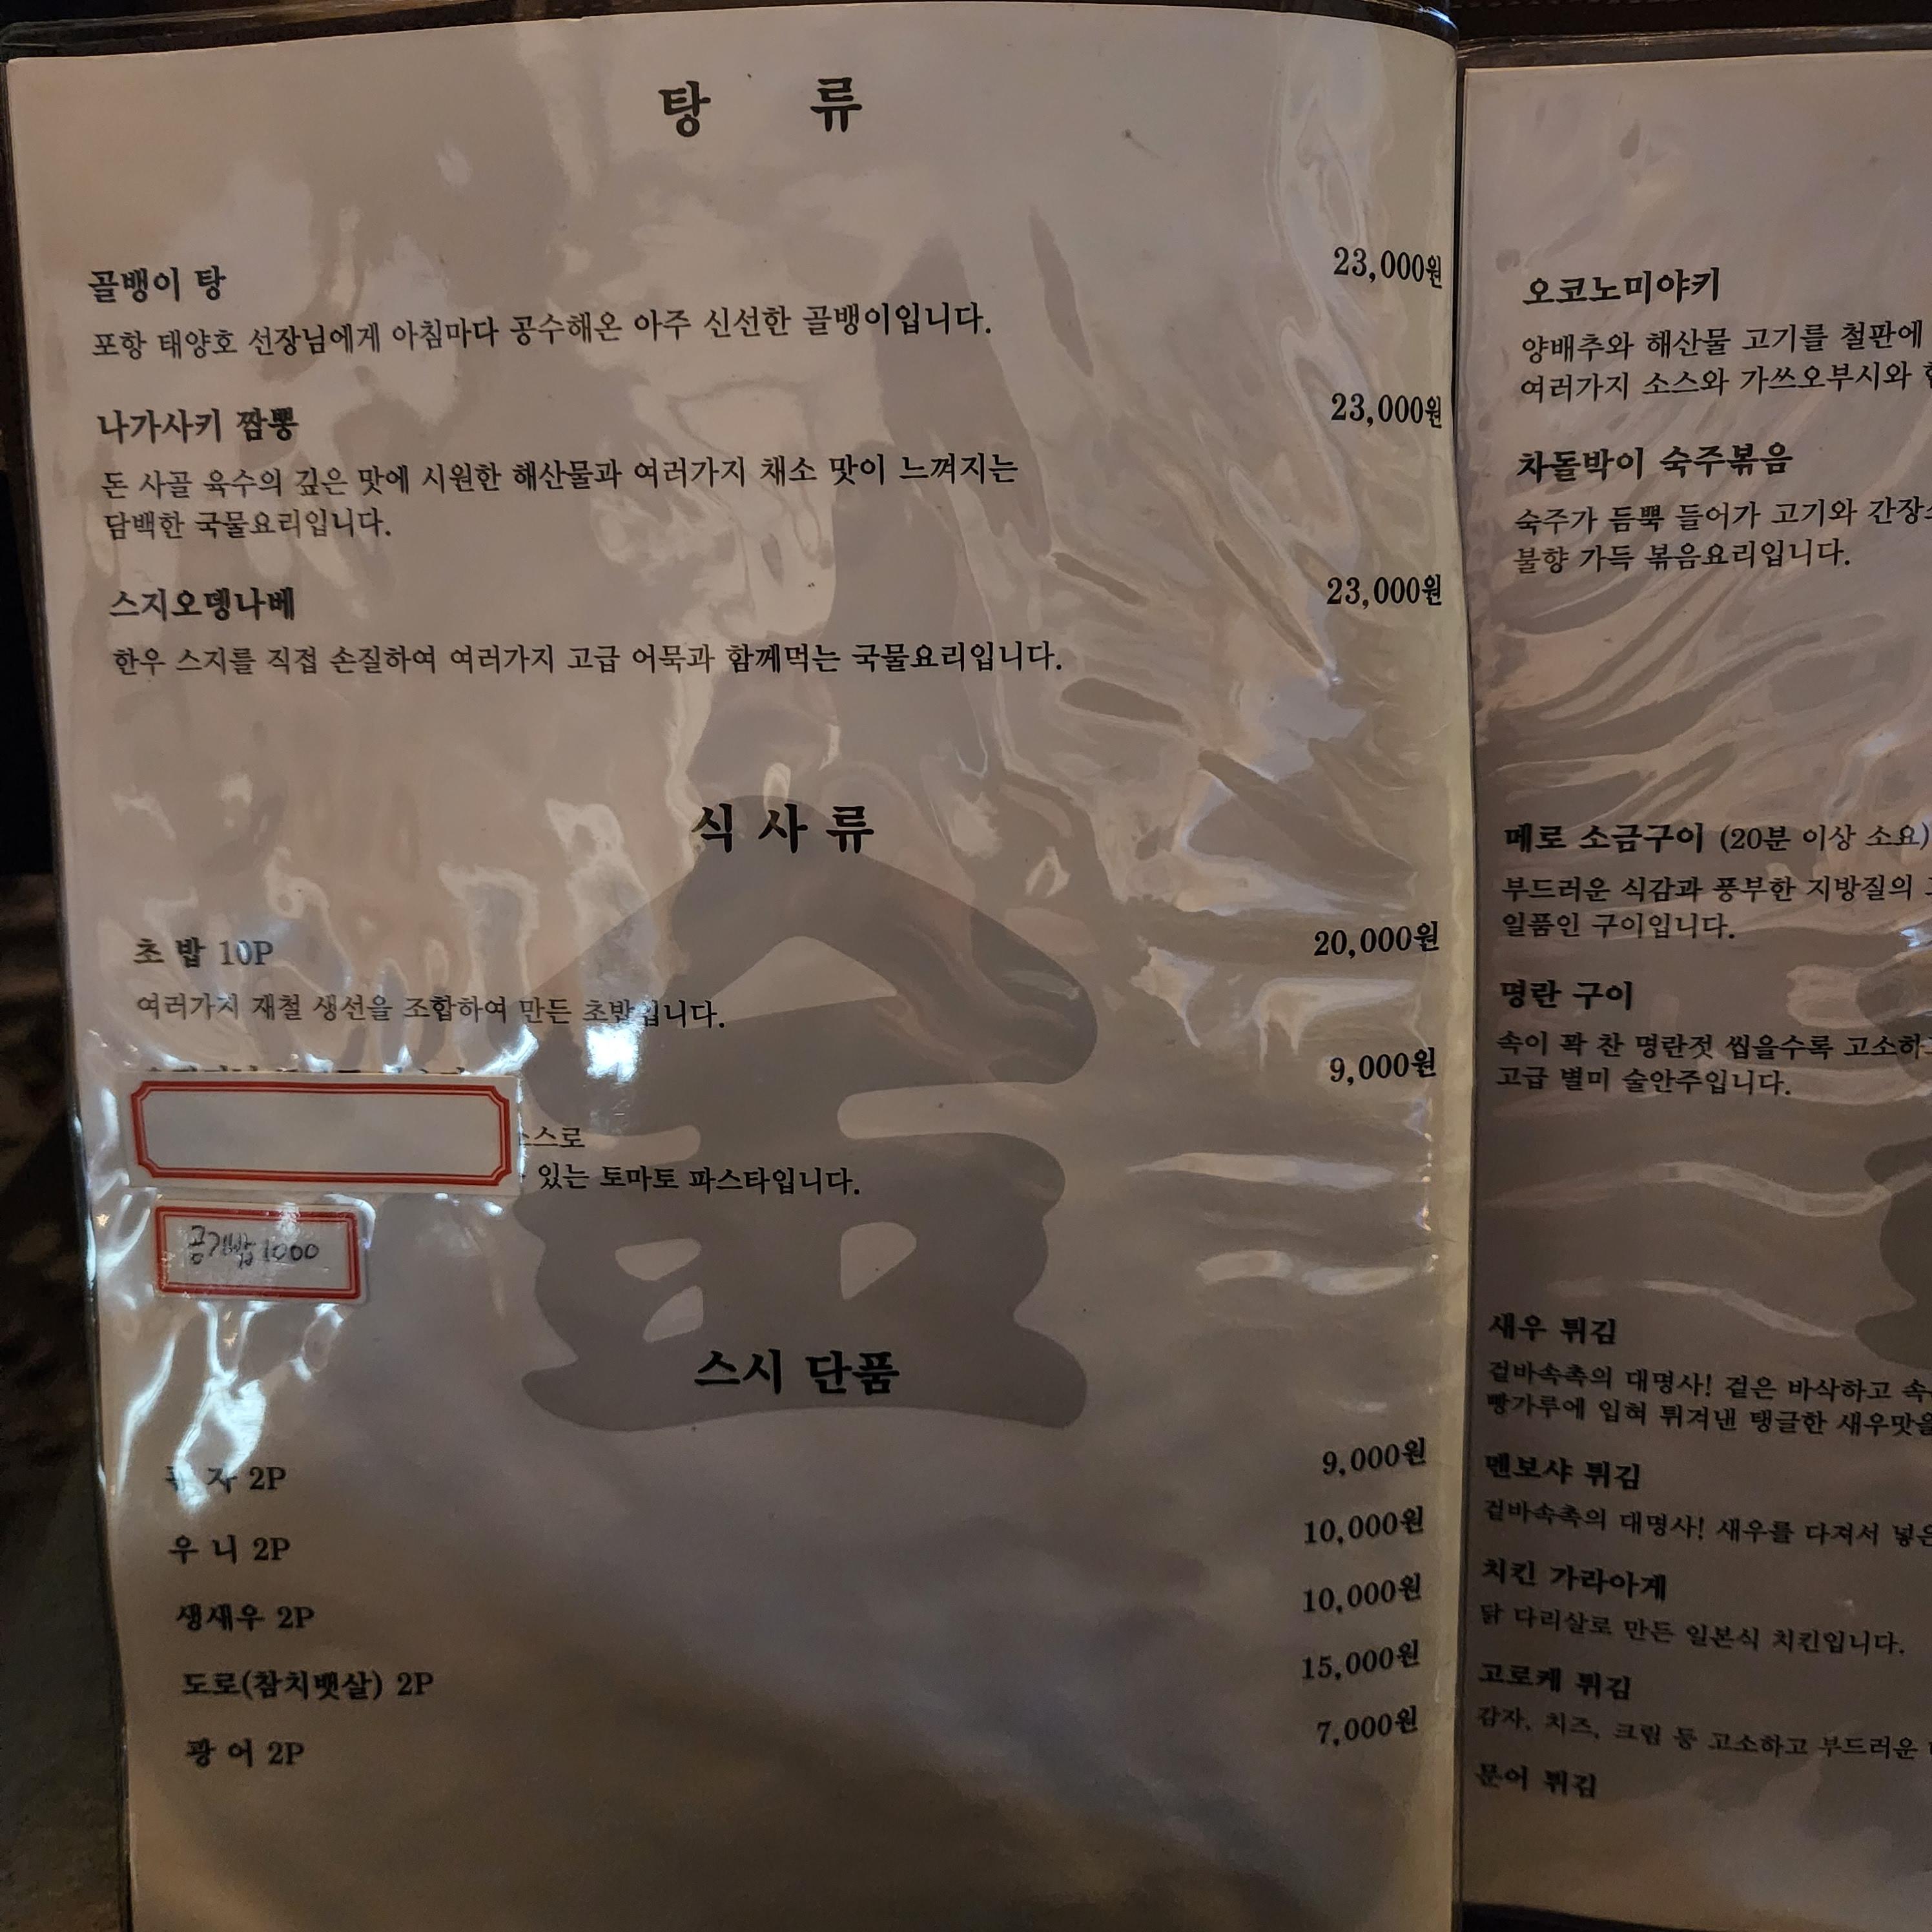 탕 류
골뱅이 탕 23,000원
포항 태양호 선장님에게 아침마다 공수해온 아주 신선한 골뱅이입니다.
나가사키 짬뽕 23,000원
돈 사골 육수의 깊은 맛에 시원한 해산물과 여러가지 채소 맛이 느껴지는
담백한 국물요리입니다.
스지오뎅나베 23,000원
한우 스지를 직접 손질하여 여러가지 고급 어묵과 함께먹는 국물요리입니다.
식 사 류
초 밥 10P 20,000원
여러가지 재철 생선을 조합하여 만든 초밥입니다.
9,000원
스로
있는 토마토 파스타입니다.
공기밥 1000
스시 단품
2P 9,000원
우 니 2P 10,000원
생새우 2P 10,000원
도로(참치뱃살) 2P 15,000원
광 어 2P 7,000원
오코노미야키
양배추와 해산물 고기를 철판에
여러가지 소스와 가쓰오부시와
차돌박이 숙주볶음
숙주가 듬뿍 들어가 고기와
불향 가득 볶음요리입니다.
메로 소금구이 (20분 이상 소요)
부드러운 식감과 풍부한 지방질의
일품인 구이입니다.
명란 구이
속이 꽉 찬 명란젓 씹을수록
고급 별미 술안주입니다.
새우 튀김
겉바속촉의 대명사! 겉은 바삭하고
빵가루에 입혀 튀겨낸 탱글한 새우맛을
멘보샤 튀김
겉바속촉의 대명사! 새우를 다져서
치킨 가라아게
닭 다리살로 만든 일본식 치킨입니다.
고로케 튀김
감자, 치즈, 크림 등 고소하고 부드러운
문어 튀김